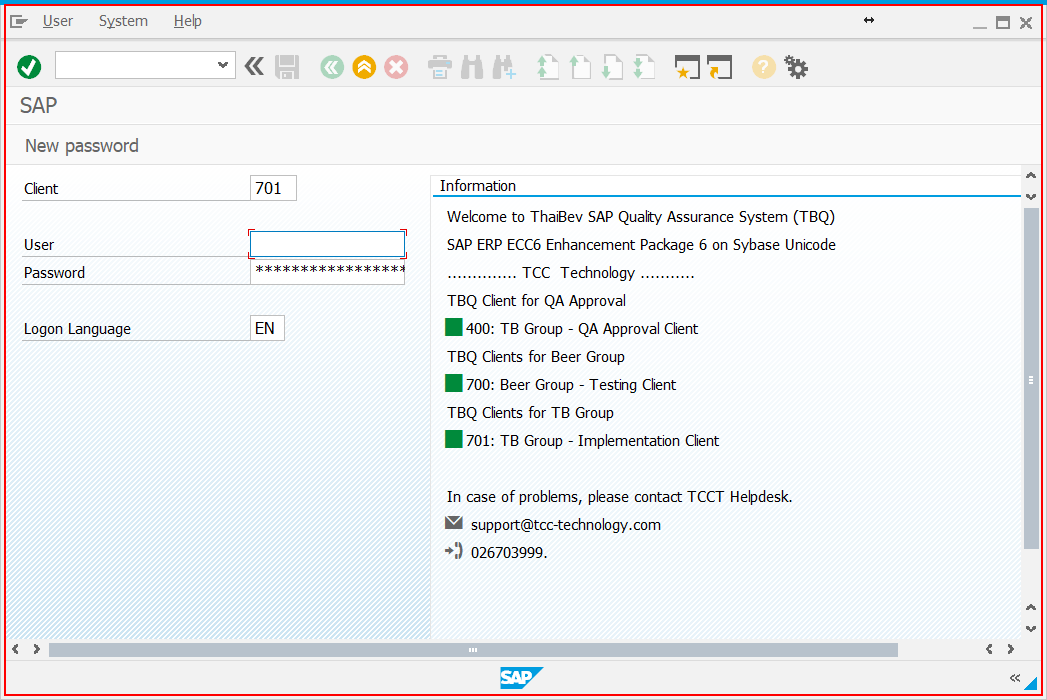 User System Help
SAP
New password
Client 701
User
Password *****************
Logon Language EN
Information
Welcome to ThaiBev SAP Quality Assurance System (TBQ)
SAP ERP ECC6 Enhancement Package 6 on Sybase Unicode
.............. TCC Technology ...........
TBQ Client for QA Approval
400: TB Group - QA Approval Client
TBQ Clients for Beer Group
700: Beer Group - Testing Client
TBQ Clients for TB Group
701: TB Group - Implementation Client
In case of problems, please contact TCCT Helpdesk.
support@tcc-technology.com
026703999.
SAP